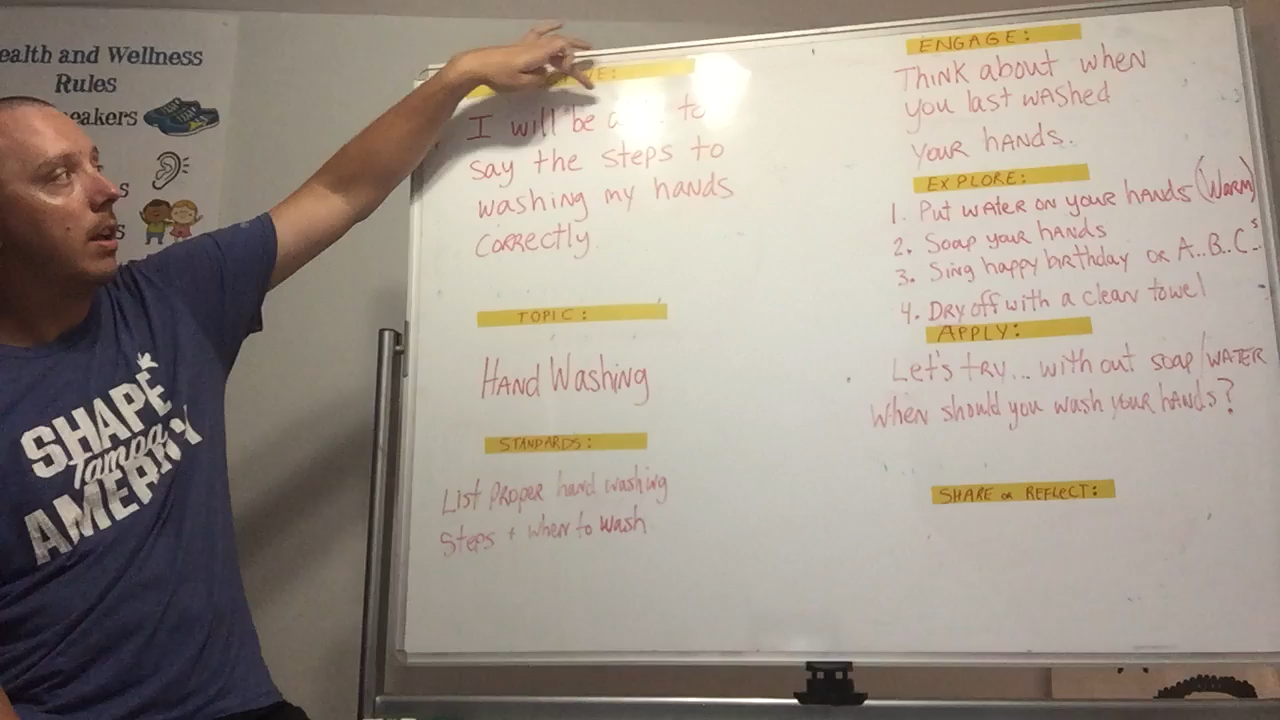 ealth and Wellness
Rules
eakers
SHAPE
Tampa
AMERICA
I will be to
say the steps to
washing my hands
correctly.
TOPIC:
Hand Washing
STANDARDS:
List proper hand washing
Steps + when to wash
ENGAGE:
Think about when
you last washed
your hands.
EXPLORE:
1. Put water on your hands (Warm)
2. Soap your hands
3. Sing happy birthday or A..B..C's..
4. Dry off with a clean towel
APPLY:
Let's try... with out soap/water
When should you wash your hands?
SHARE or REFLECT: